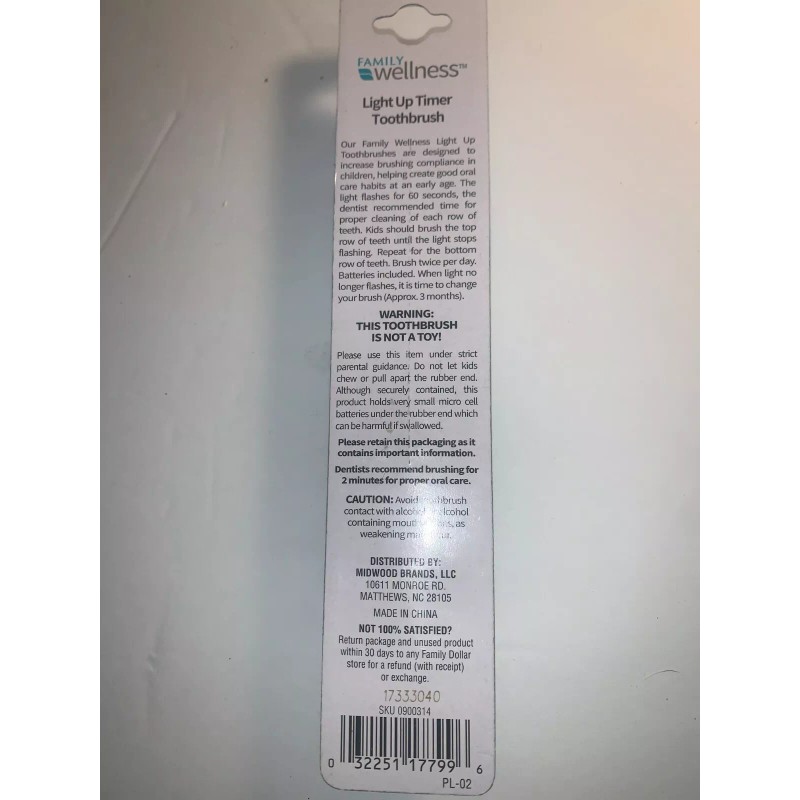 FAMILY
wellness™
Light Up Timer
Toothbrush
Our Family Wellness Light Up
Toothbrushes are designed to
increase brushing compliance in
children, helping create good oral
care habits at an early age. The
light flashes for 60 seconds, the
dentist recommended time for
proper cleaning of each row of
teeth. Kids should brush the top
row of teeth until the light stops
flashing. Repeat for the bottom
row of teeth. Brush twice per day.
Batteries included. When light no
longer flashes, it is time to change
your brush (Approx. 3 months).
WARNING:
THIS TOOTHBRUSH
IS NOT A TOY!
Please use this item under strict
parental guidance. Do not let kids
chew or pull apart the rubber end.
Although securely contained, this
product holds very small micro cell
batteries under the rubber end which
can be harmful if swallowed.
Please retain this packaging as it
contains important information.
Dentists recommend brushing for
2 minutes for proper oral care.
CAUTION: Avoid
contact with
containing as
weakening
DISTRIBUTED BY:
MIDWOOD BRANDS, LLC
10611 MONROE RD.
MATTHEWS, NC 28105
MADE IN CHINA
NOT 100% SATISFIED?
Return package and unused product
within 30 days to any Family Dollar
store for a refund (with receipt)
or exchange.
17333040
SKU 0900314
0 32251 17799 6
PL-02